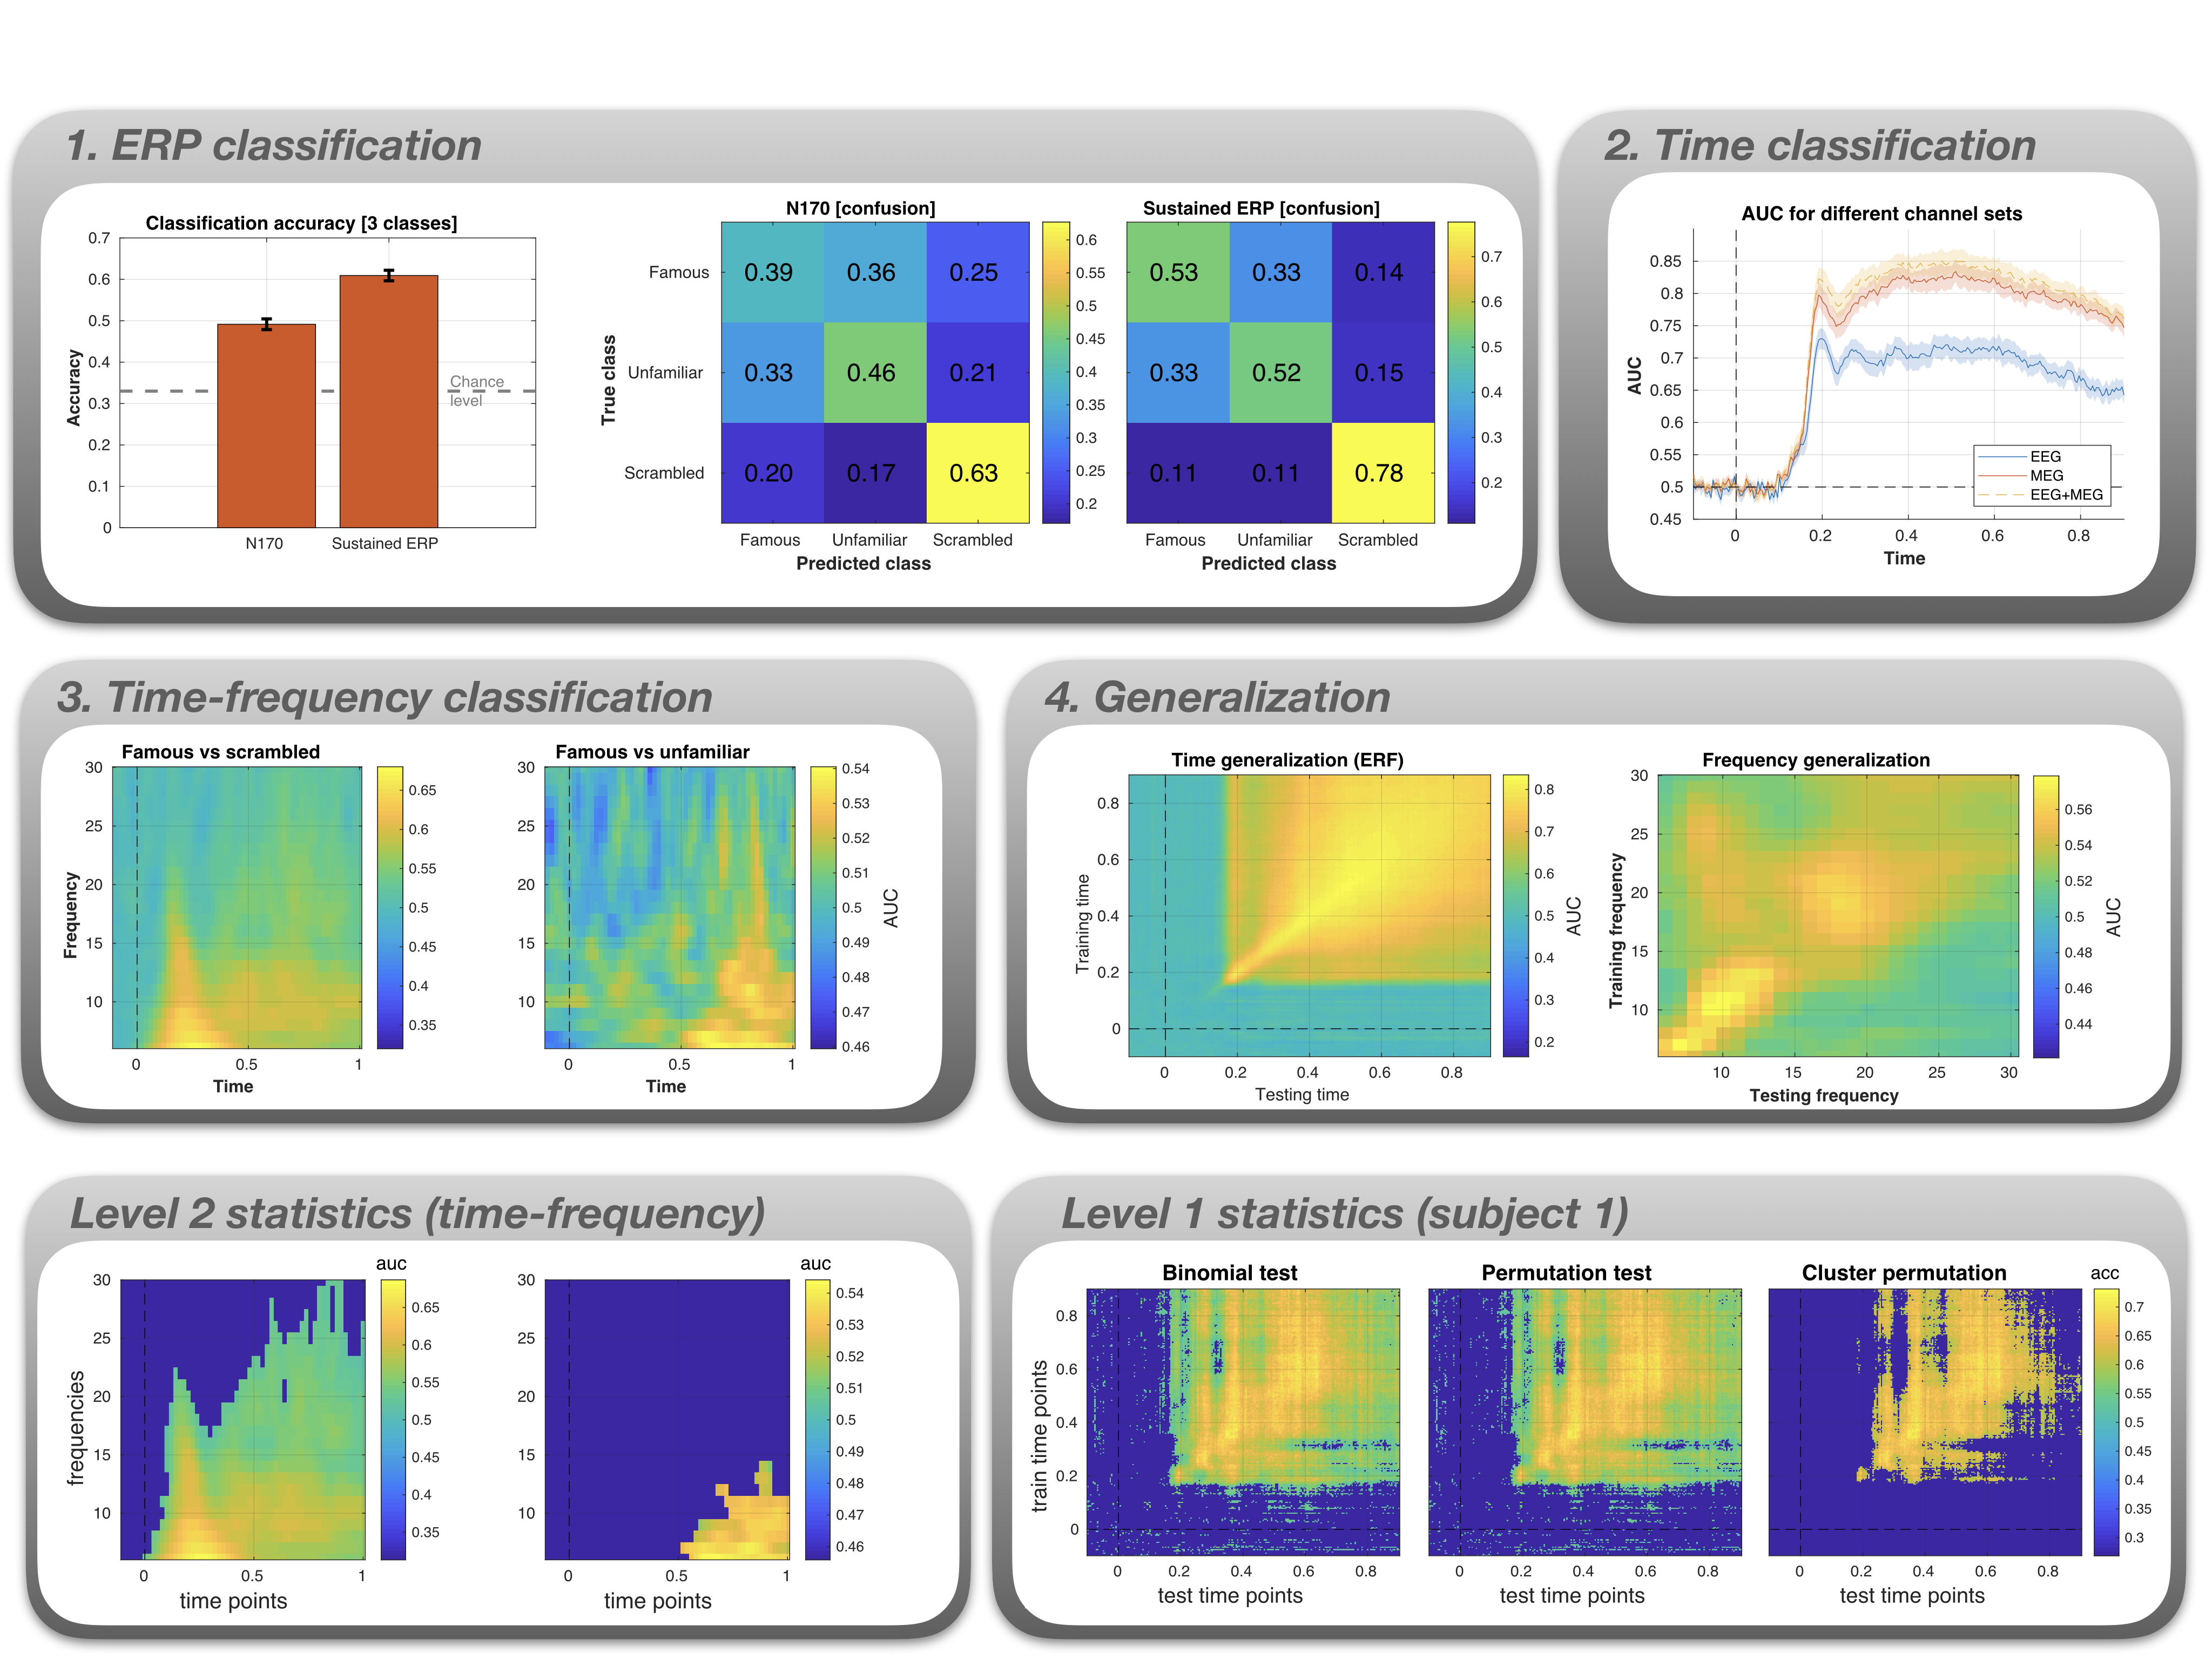 1. ERP classification
Classification accuracy [3 classes]
0.7
0.6
0.5
0.4
0.3
0.2
0.1
0
Accuracy
Chance
level
N170
Sustained ERP
N170 [confusion]
True class
Famous
Unfamiliar
Scrambled
0.39 0.36 0.25
0.33 0.46 0.21
0.20 0.17 0.63
Famous Unfamiliar Scrambled
Predicted class
0.6
0.55
0.5
0.45
0.4
0.35
0.3
0.25
0.2
Sustained ERP [confusion]
0.53 0.33 0.14
0.33 0.52 0.15
0.11 0.11 0.78
Famous Unfamiliar Scrambled
Predicted class
0.7
0.6
0.5
0.4
0.3
0.2
2. Time classification
AUC for different channel sets
0.85
0.8
0.75
0.7
0.65
0.6
0.55
0.5
0.45
AUC
EEG
MEG
EEG+MEG
0 0.2 0.4 0.6 0.8
Time
3. Time-frequency classification
Famous vs scrambled
30
25
20
15
10
Frequency
0 0.5 1
Time
0.65
0.6
0.55
0.5
0.45
0.4
0.35
Famous vs unfamiliar
30
25
20
15
10
0 0.5 1
Time
0.54
0.53
0.52
0.51
0.5
0.49
0.48
0.47
0.46
AUC
4. Generalization
Time generalization (ERF)
0.8
0.6
0.4
0.2
0
Training time
0 0.2 0.4 0.6 0.8
Testing time
0.8
0.7
0.6
0.5
0.4
0.3
0.2
AUC
Frequency generalization
30
25
20
15
10
Training frequency
10 15 20 25 30
Testing frequency
0.56
0.54
0.52
0.5
0.48
0.46
0.44
AUC
Level 2 statistics (time-frequency)
auc
30
25
20
15
10
frequencies
0 0.5 1
time points
0.65
0.6
0.55
0.5
0.45
0.4
0.35
auc
30
25
20
15
10
0 0.5 1
time points
0.54
0.53
0.52
0.51
0.5
0.49
0.48
0.47
0.46
Level 1 statistics (subject 1)
Binomial test
0.8
0.6
0.4
0.2
0
train time points
0 0.2 0.4 0.6 0.8
test time points
Permutation test
0 0.2 0.4 0.6 0.8
test time points
Cluster permutation
0 0.2 0.4 0.6 0.8
test time points
acc
0.7
0.65
0.6
0.55
0.5
0.45
0.4
0.35
0.3